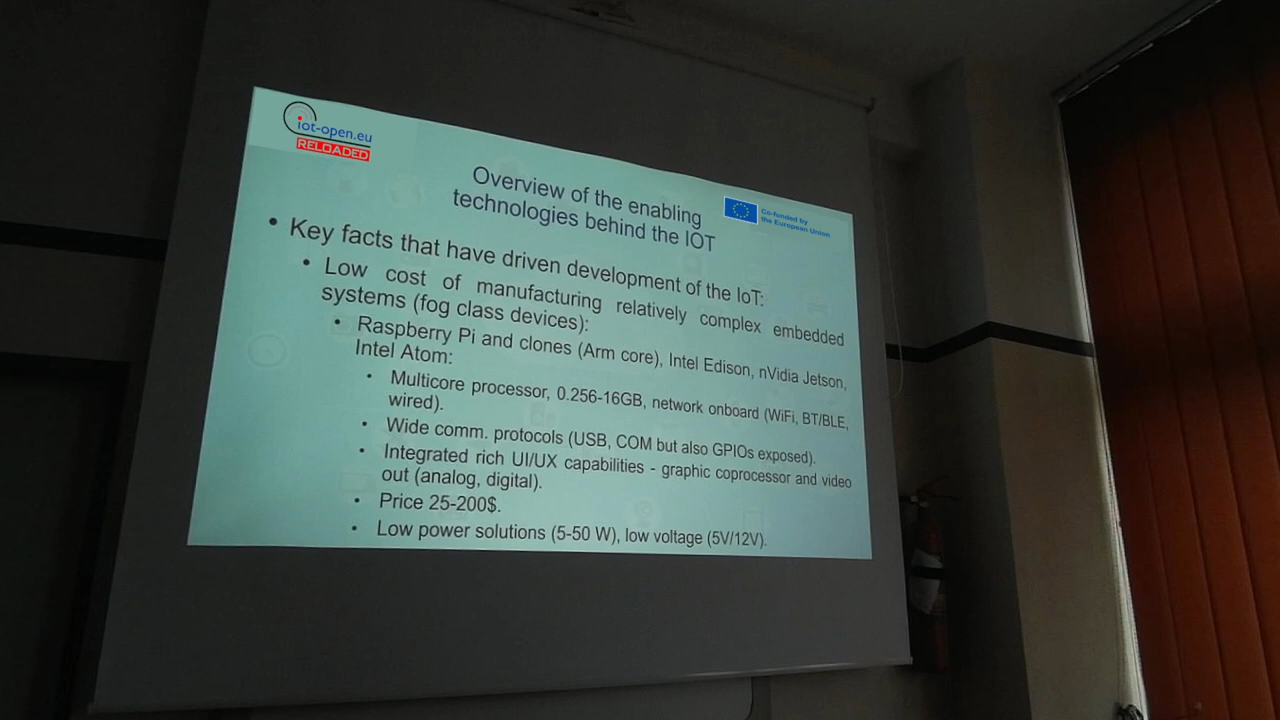 iot-open.eu
RELOADED
Overview of the enabling
technologies behind the IOT
Co-funded by
the European Union
• Key facts that have driven development of the IoT:
• Low cost of manufacturing relatively complex embedded
systems (fog class devices):
• Raspberry Pi and clones (Arm core), Intel Edison, nVidia Jetson,
Intel Atom:
• Multicore processor, 0.256-16GB, network onboard (WiFi, BT/BLE,
wired).
• Wide comm. protocols (USB, COM but also GPIOs exposed).
• Integrated rich UI/UX capabilities - graphic coprocessor and video
out (analog, digital).
• Price 25-200$.
• Low power solutions (5-50 W), low voltage (5V/12V).